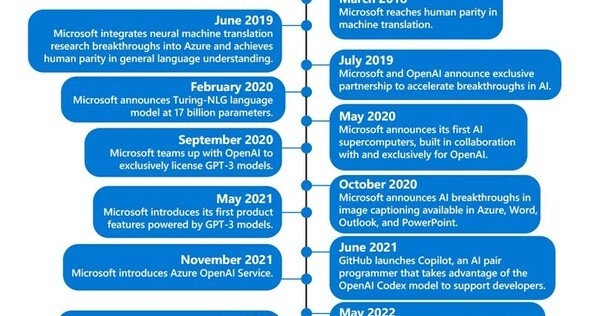 March 2018
Microsoft reaches human parity in
machine translation.
June 2019
Microsoft integrates neural machine translation
research breakthroughs into Azure and achieves
human parity in general language understanding.
July 2019
Microsoft and OpenAI announce exclusive
partnership to accelerate breakthroughs in AI.
February 2020
Microsoft announces Turing-NLG language
model at 17 billion parameters.
May 2020
Microsoft announces its first AI
supercomputers, built in collaboration
with and exclusively for OpenAI.
September 2020
Microsoft teams up with OpenAI to
exclusively license GPT-3 models.
October 2020
Microsoft announces AI breakthroughs in
image captioning available in Azure, Word,
Outlook, and PowerPoint.
May 2021
Microsoft introduces its first product
features powered by GPT-3 models.
June 2021
GitHub launches Copilot, an AI pair
programmer that takes advantage of the
OpenAI Codex model to support developers.
November 2021
Microsoft introduces Azure OpenAI Service.
May 2022